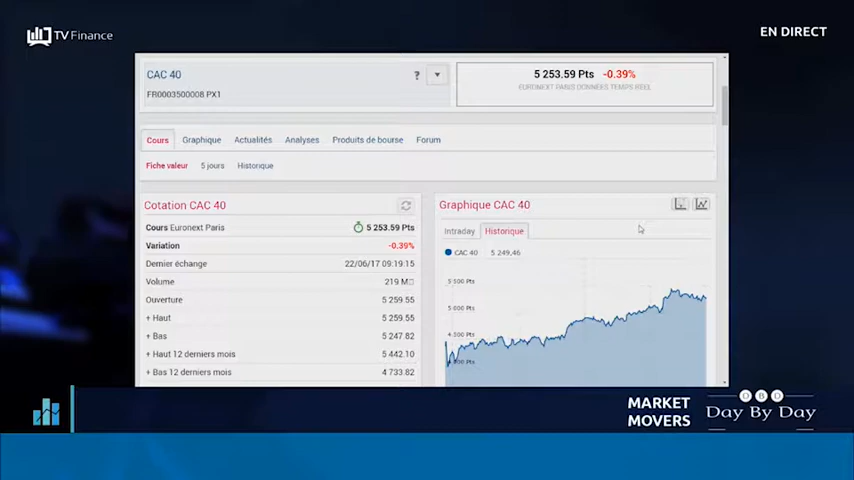 TV Finance
EN DIRECT
CAC 40
?
5 253.59 Pts -0.39%
EURONEXT PARIS DONNÉES TEMPS RÉEL
FR0003500008 PX1
Cours Graphique Actualités Analyses Produits de bourse Forum
Fiche valeur 5 jours Historique
Cotation CAC 40
Cours Euronext Paris 5 253.59 Pts
Variation -0.39%
Dernier échange 22/06/17 09:19:15
Volume 219 M
Ouverture 5 259.55
+ Haut 5 259.55
+ Bas 5 247.82
+ Haut 12 derniers mois 5 442.10
+ Bas 12 derniers mois 4 733.82
Graphique CAC 40
Intraday Historique
CAC 40 5 249,46
5 500 Pts
5 000 Pts
4 500 Pts
000 Pts
MARKET
MOVERS
D B D
Day By Day